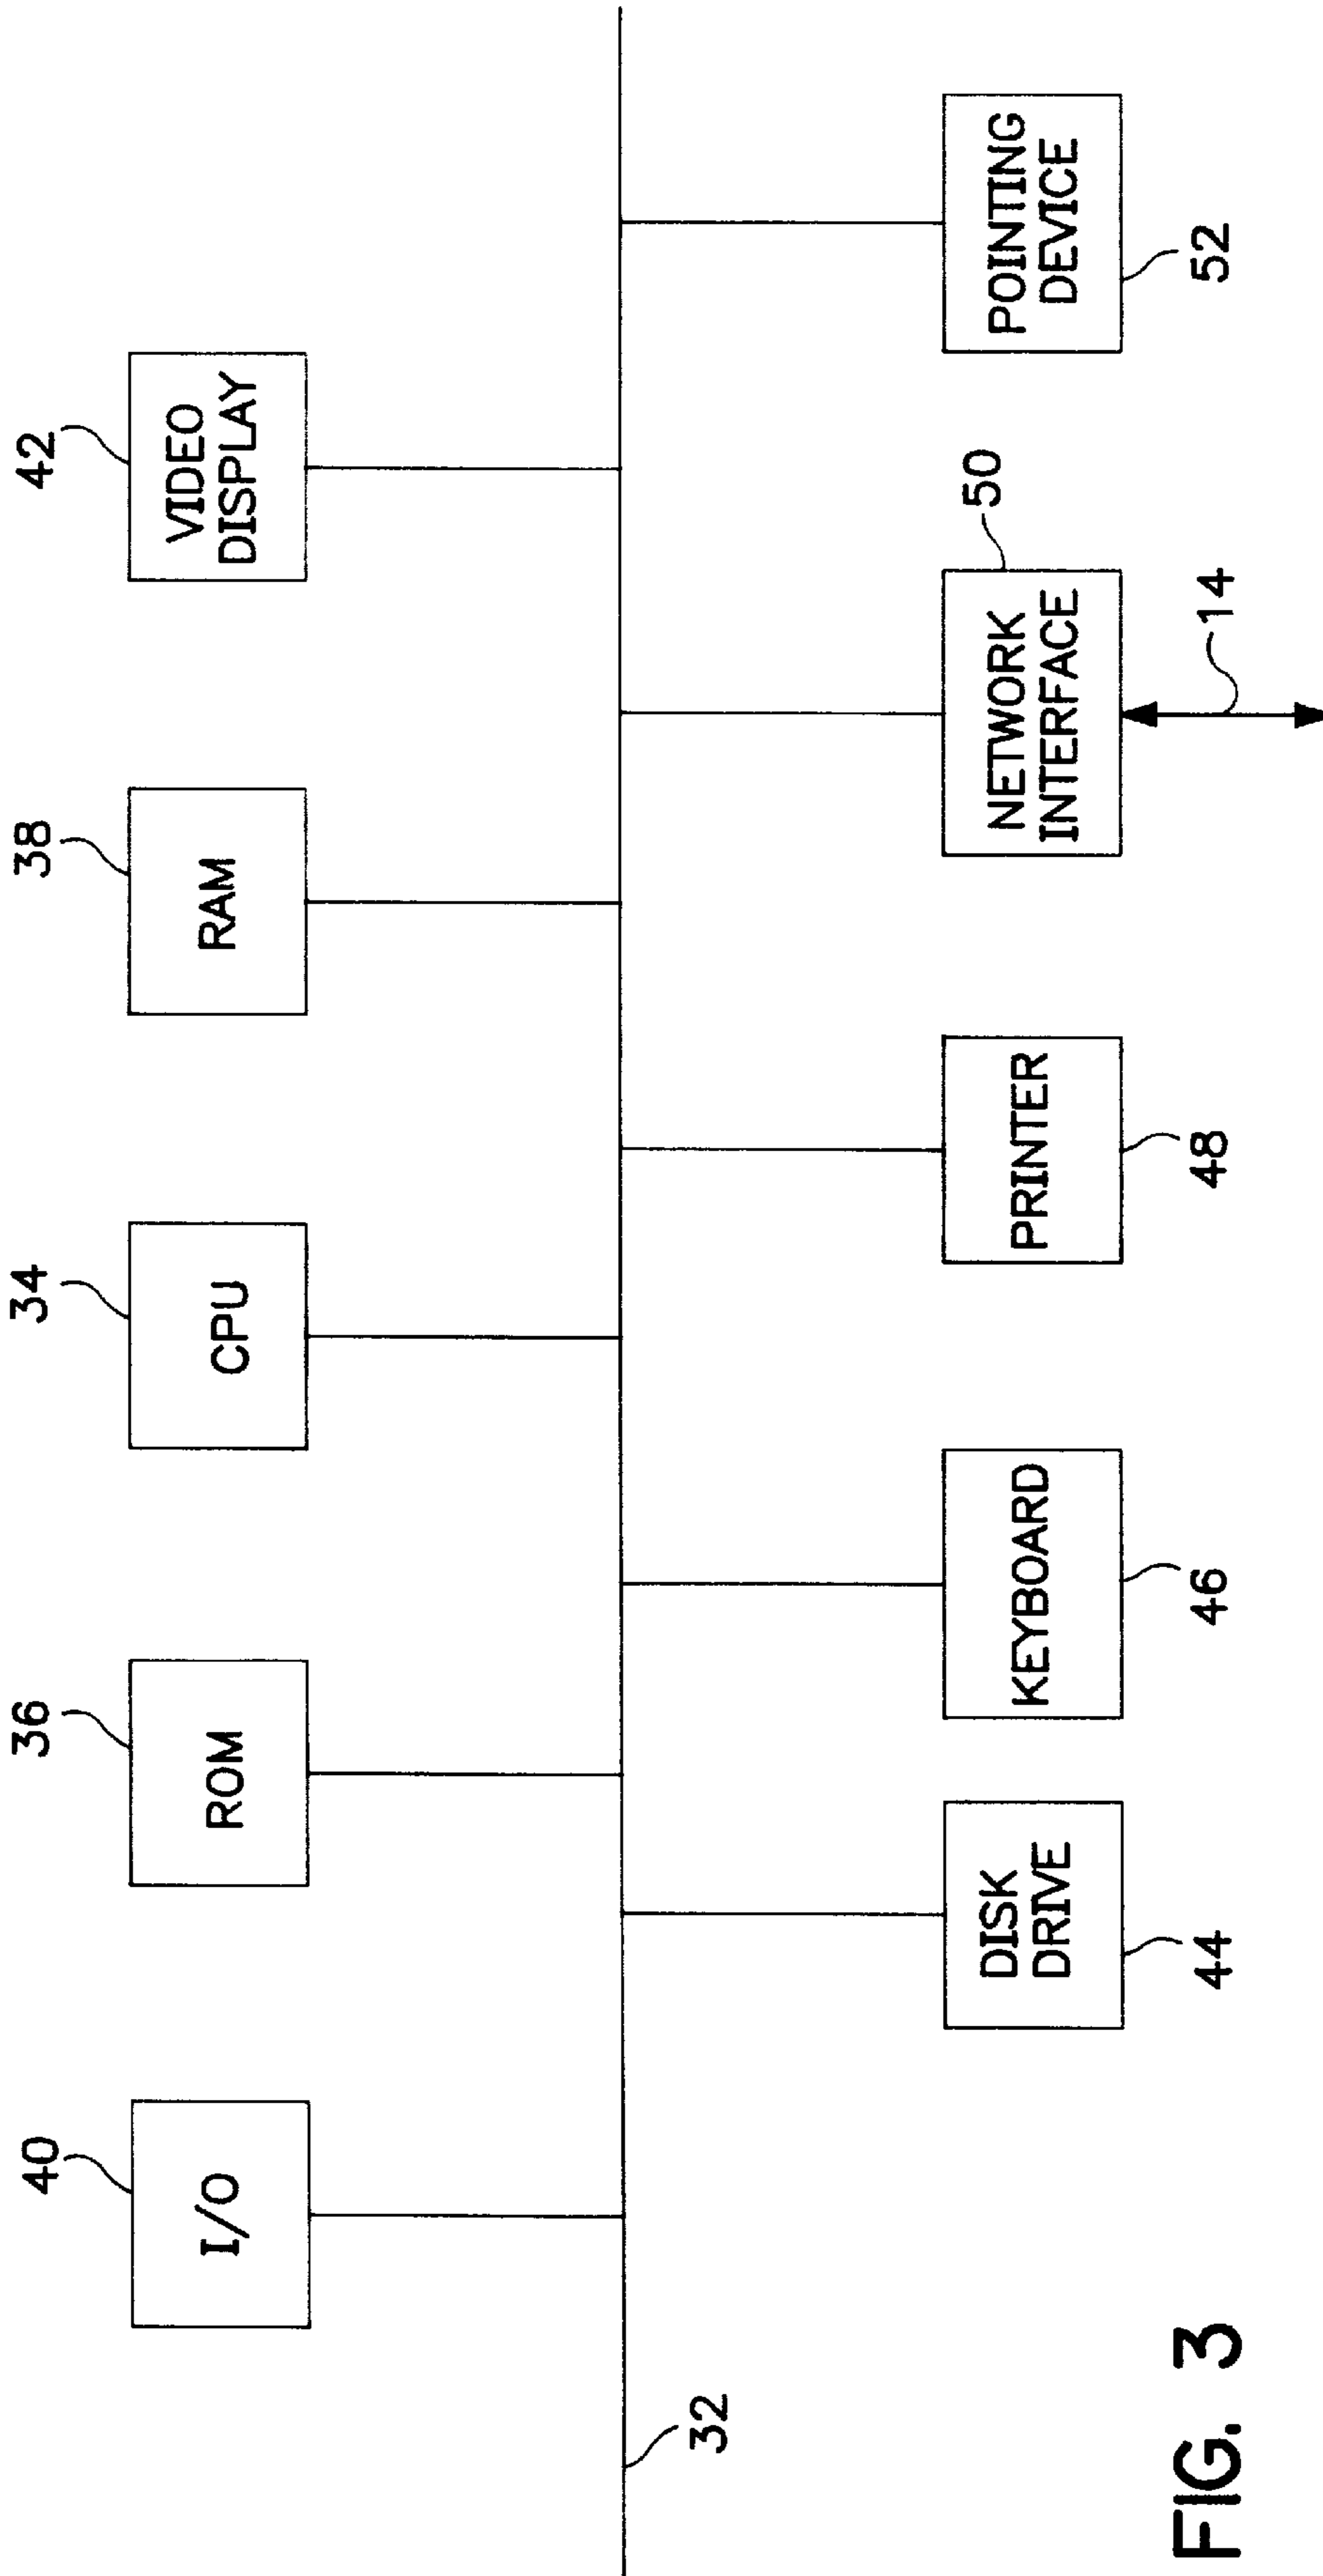 40
36
34
38
42
I/O
ROM
CPU
RAM
VIDEO
DISPLAY
32
DISK
DRIVE
KEYBOARD
PRINTER
NETWORK
INTERFACE
50
POINTING
DEVICE
44
46
48
14
52
FIG. 3